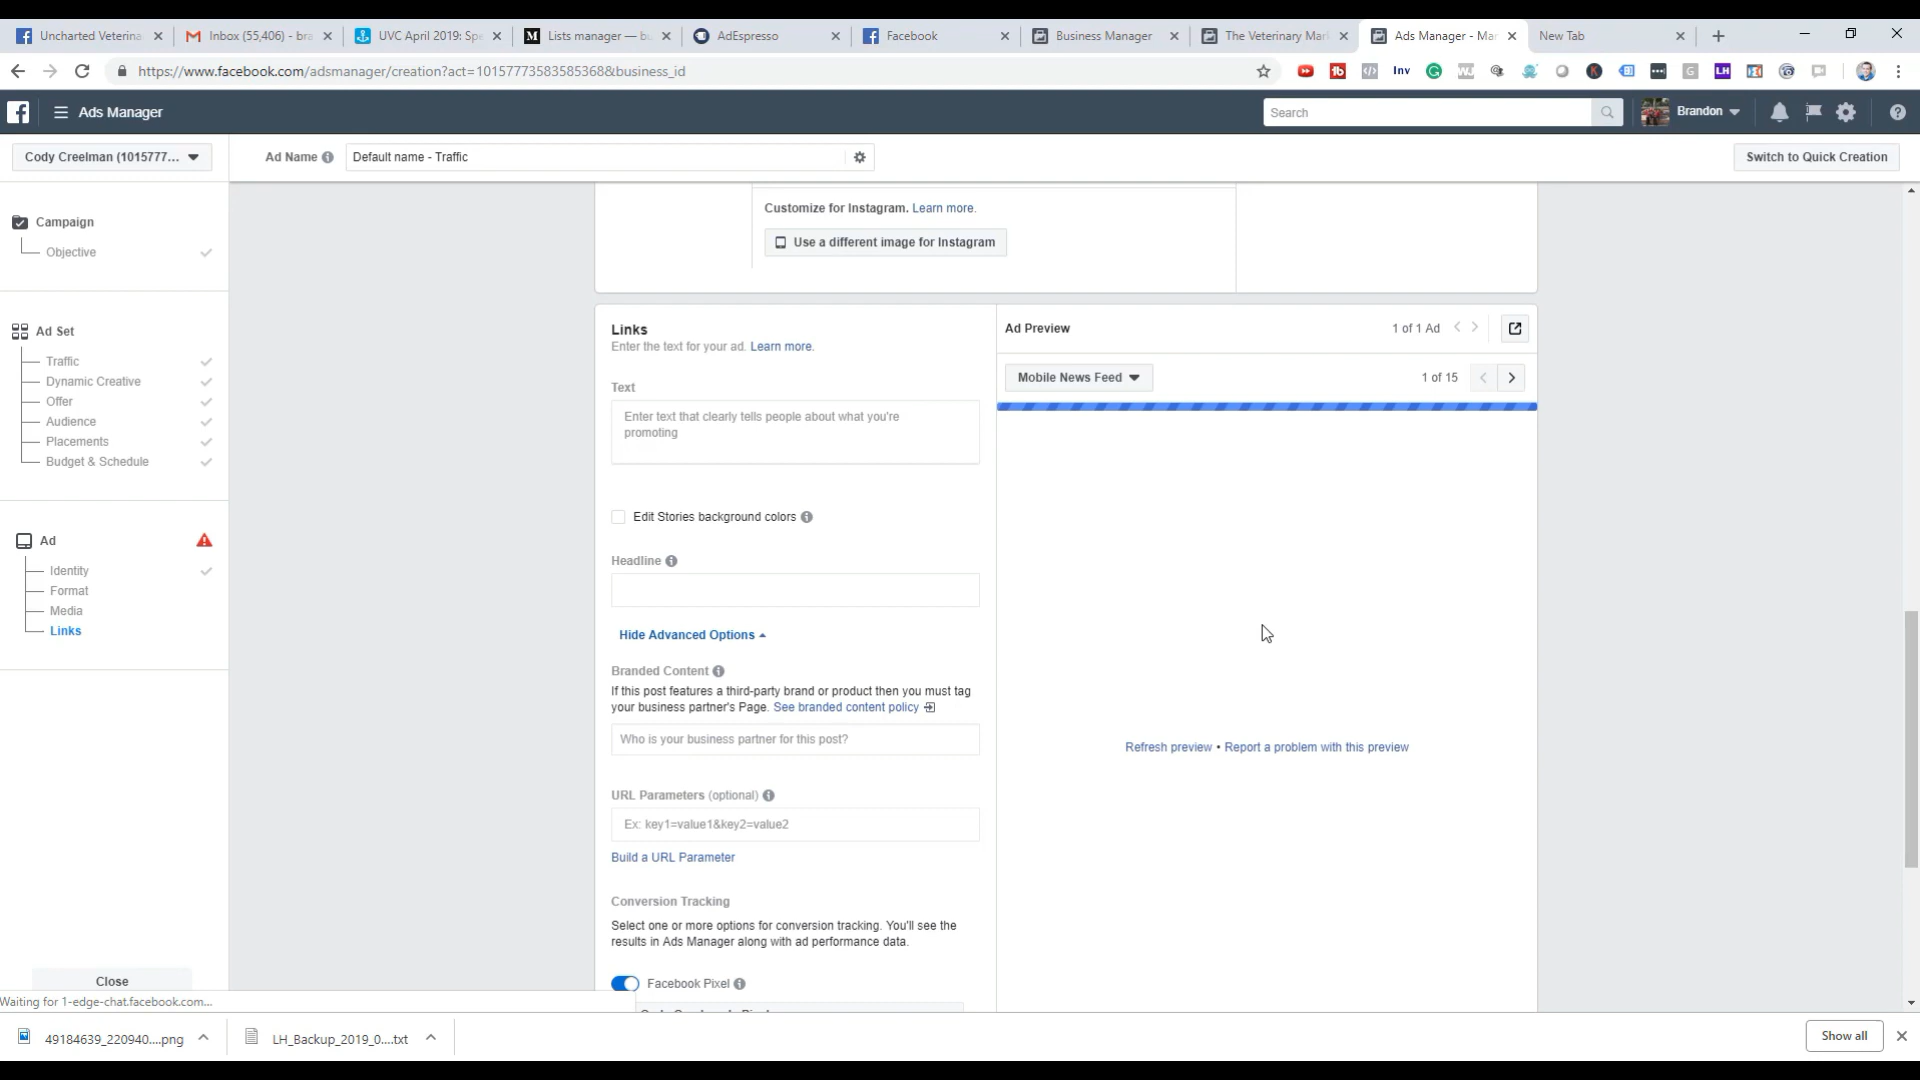 Uncharted Veterina
Inbox (55,406) - bra
UVC April 2019: Spe
M
Lists manager — bu
AdEspresso
Facebook
Business Manager
The Veterinary Mark
Ads Manager - Man
New Tab
https://www.facebook.com/adsmanager/creation?act=1015777358358536&business_id
Inv
LH
Ads Manager
Search
Brandon
Cody Creelman (1015777...
Ad Name
Default name - Traffic
Switch to Quick Creation
Campaign
Objective
Ad Set
Traffic
Dynamic Creative
Offer
Audience
Placements
Budget & Schedule
Ad
Identity
Format
Media
Links
Close
Customize for Instagram. Learn more.
Use a different image for Instagram
Links
Enter the text for your ad. Learn more.
Text
Enter text that clearly tells people about what you're
promoting
Edit Stories background colors
Headline
Hide Advanced Options
Branded Content
If this post features a third-party brand or product then you must tag
your business partner's Page. See branded content policy
Who is your business partner for this post?
URL Parameters (optional)
Ex: key1=value1&key2=value2
Build a URL Parameter
Conversion Tracking
Select one or more options for conversion tracking. You'll see the
results in Ads Manager along with ad performance data.
Facebook Pixel
Ad Preview
1 of 1 Ad
Mobile News Feed
1 of 15
Refresh preview • Report a problem with this preview
Waiting for 1-edge-chat.facebook.com...
49184639_220940....png
LH_Backup_2019_0....txt
Show all